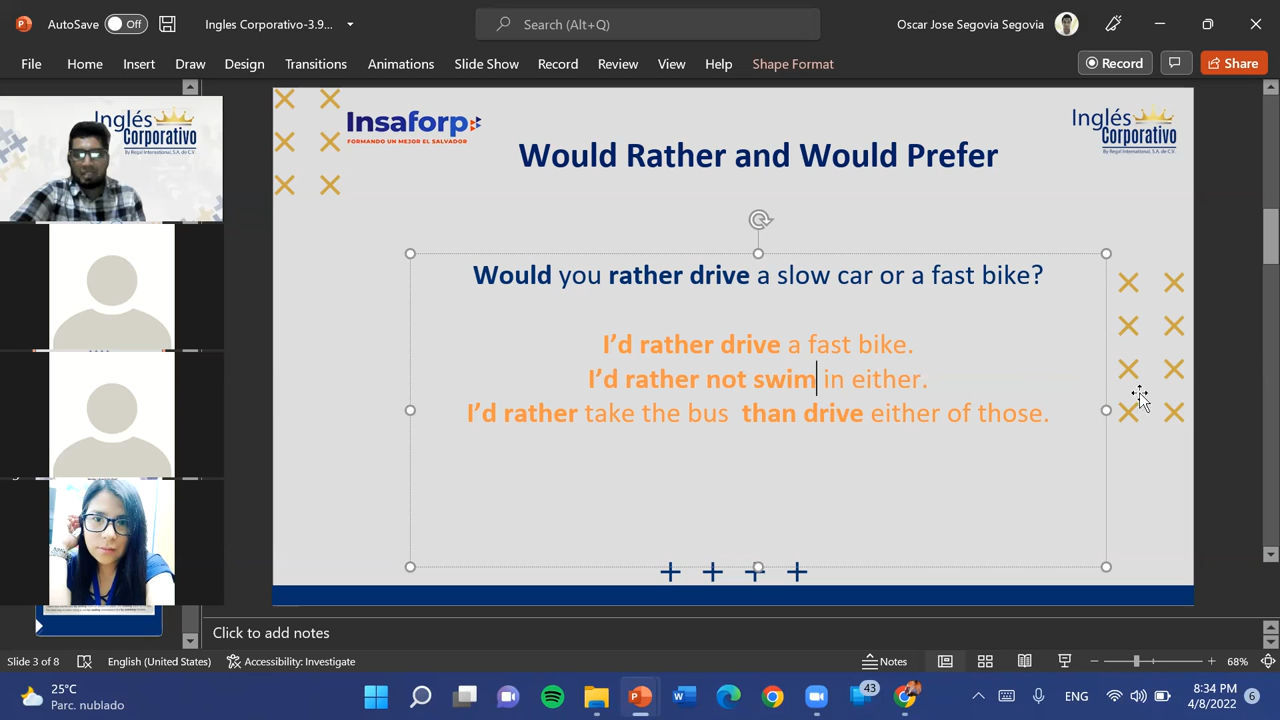 AutoSave Off Ingles Corporativo-3.9... Search (Alt+Q) Oscar Jose Segovia Segovia
File Home Insert Draw Design Transitions Animations Slide Show Record Review View Help Shape Format Record Share
Inglés
Corporativo
Insaforp
FORMANDO UN MEJOR EL SALVADOR
Inglés
Corporativo
By Regal International, S.A. de C.V.
Would Rather and Would Prefer
Would you rather drive a slow car or a fast bike?
I'd rather drive a fast bike.
I'd rather not swim in either.
I'd rather take the bus than drive either of those.
Click to add notes
Slide 3 of 8 English (United States) Accessibility: Investigate Notes 68%
25°C
Parc. nublado
43
ENG
8:34 PM
4/8/2022
6